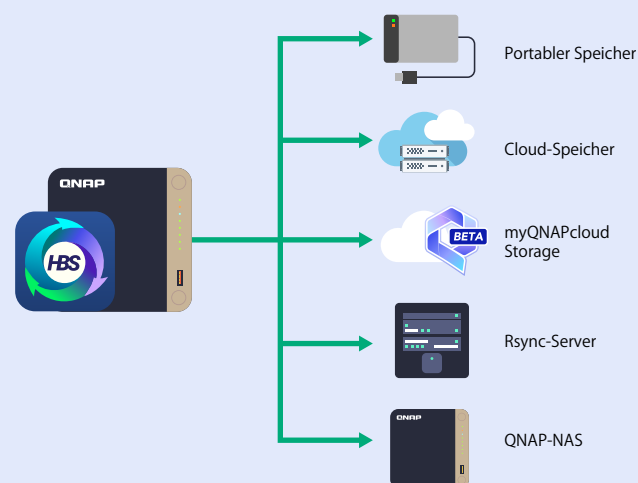 QNAP
HBS
Portabler Speicher
Cloud-Speicher
BETA
myQNAPcloud
Storage
Rsync-Server
QNAP
QNAP-NAS